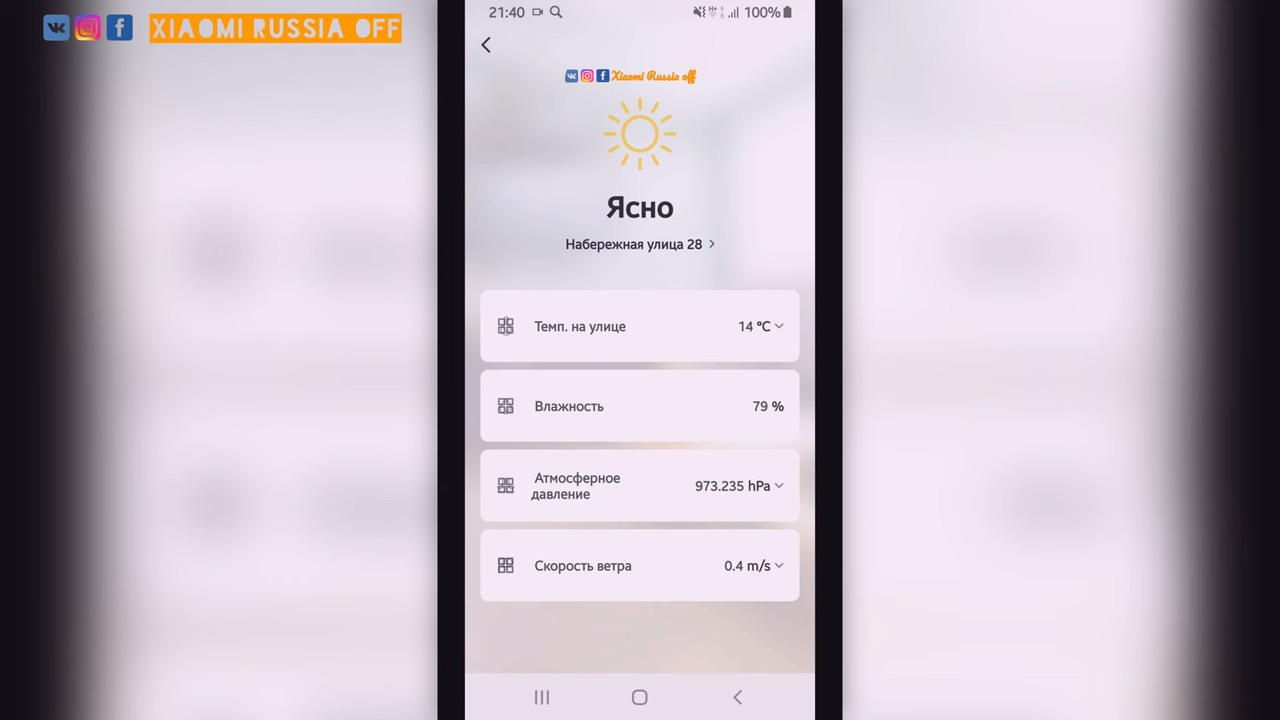 XIAOMI RUSSIA OFF
21:40
100%
Xiaomi Russia off
Ясно
Набережная улица 28
Темп. на улице
14 °C
Влажность
79 %
Атмосферное
давление
973.235 hPa
Скорость ветра
0.4 m/s